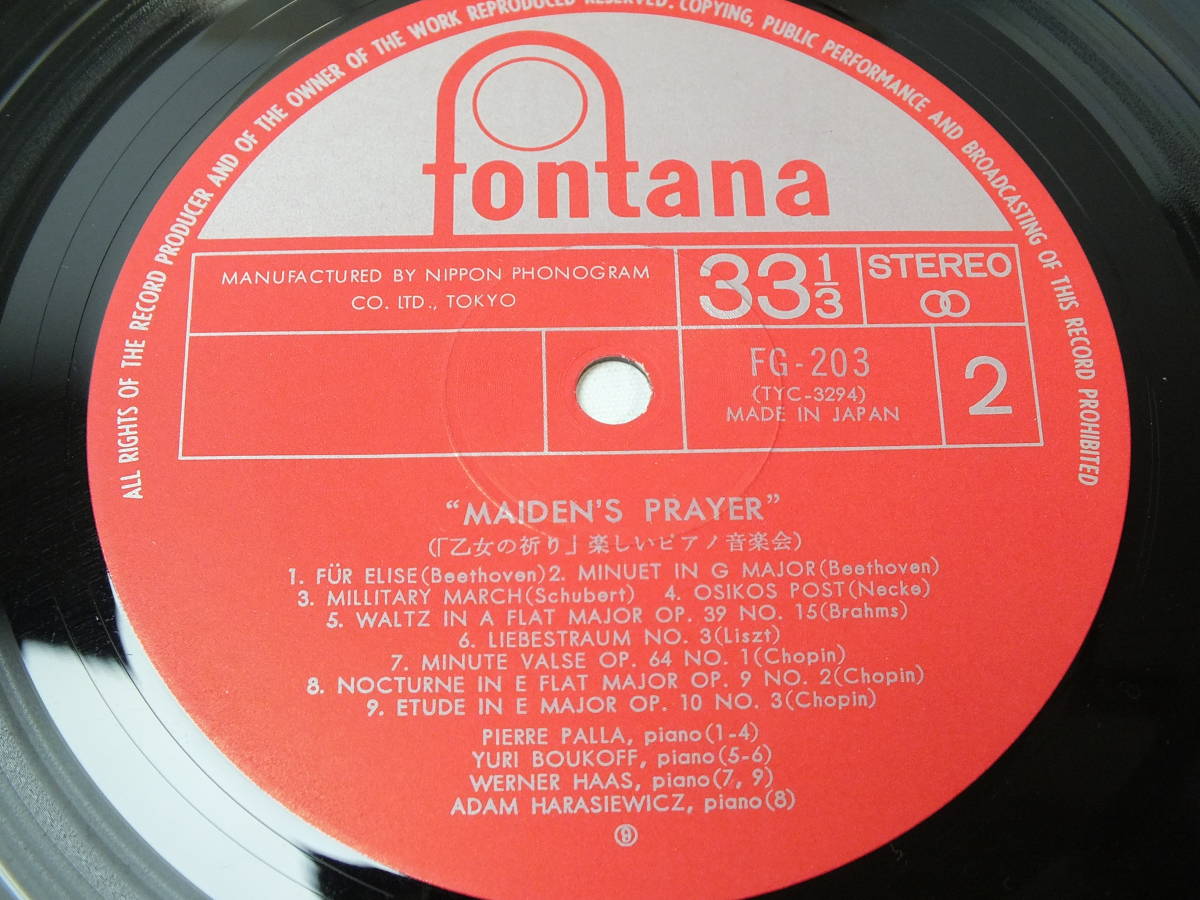 ALL RIGHTS OF THE RECORD PRODUCER AND OF THE OWNER OF THE WORK REPRODUCED RESERVED. COPYING, PUBLIC PERFORMANCE AND BROADCASTING OF THIS RECORD PROHIBITED
fontana
MANUFACTURED BY NIPPON PHONOGRAM
CO. LTD., TOKYO
33 1/3
STEREO
FG-203
(TYC-3294)
MADE IN JAPAN
2
“MAIDEN'S PRAYER”
(「乙女の祈り」楽しいピアノ音楽会)
1. FÜR ELISE(Beethoven) 2. MINUET IN G MAJOR(Beethoven)
3. MILLITARY MARCH(Schubert) 4. OSIKOS POST(Necke)
5. WALTZ IN A FLAT MAJOR OP. 39 NO. 15(Brahms)
6. LIEBESTRAUM NO. 3(Liszt)
7. MINUTE VALSE OP. 64 NO. 1(Chopin)
8. NOCTURNE IN E FLAT MAJOR OP. 9 NO. 2(Chopin)
9. ETUDE IN E MAJOR OP. 10 NO. 3(Chopin)
PIERRE PALLA, piano(1-4)
YURI BOUKOFF, piano(5-6)
WERNER HAAS, piano(7, 9)
ADAM HARASIEWICZ, piano(8)